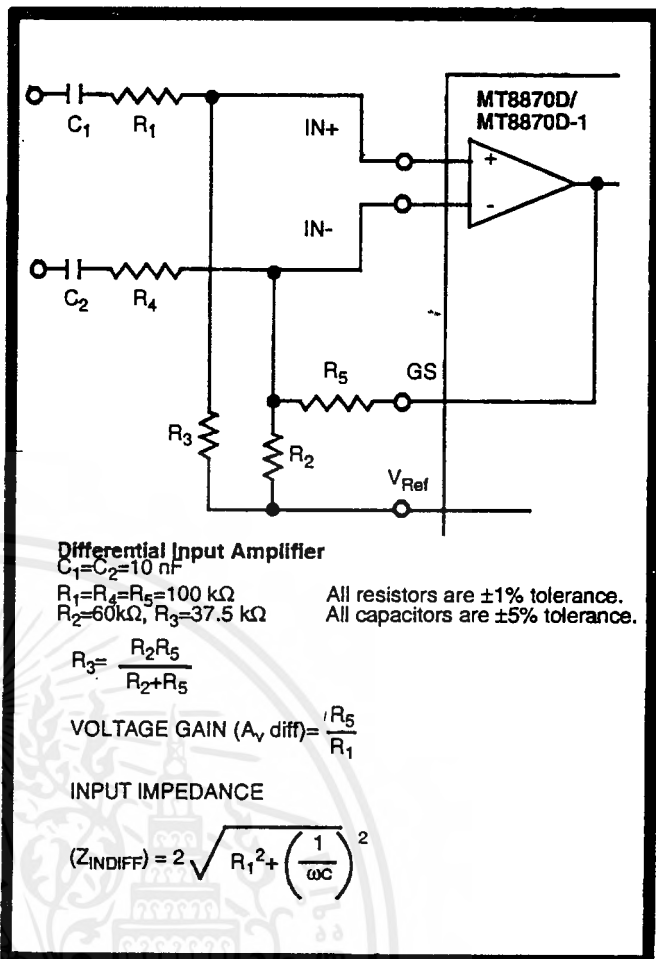 MT8870D/
MT8870D-1
C1
R1
IN+
+
-
IN-
C2
R4
R5
GS
R3
R2
VRef
Differential Input Amplifier
C1=C2=10 nF
R1=R4=R5=100 kΩ All resistors are ±1% tolerance.
R2=60kΩ, R3=37.5 kΩ All capacitors are ±5% tolerance.
R3= R2R5 / R2+R5
VOLTAGE GAIN (Av diff)= R5 / R1
INPUT IMPEDANCE
(ZINDIFF) = 2 √ R1² + ( 1 / ωc )²